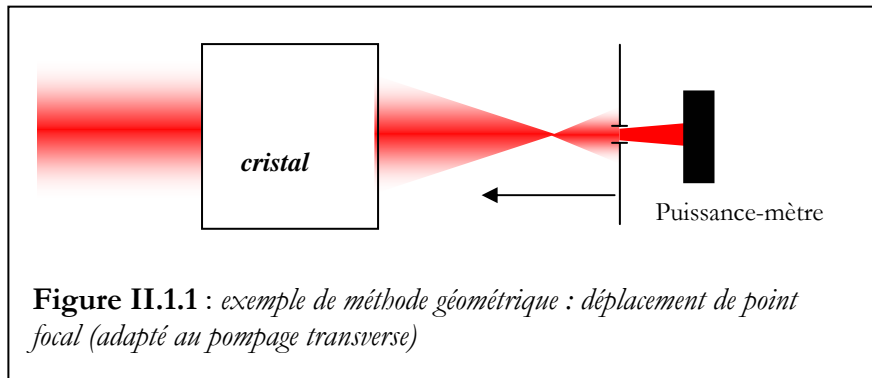 cristal
Puissance-mètre
Figure II.1.1 : exemple de méthode géométrique : déplacement de point
focal (adapté au pompage transverse)